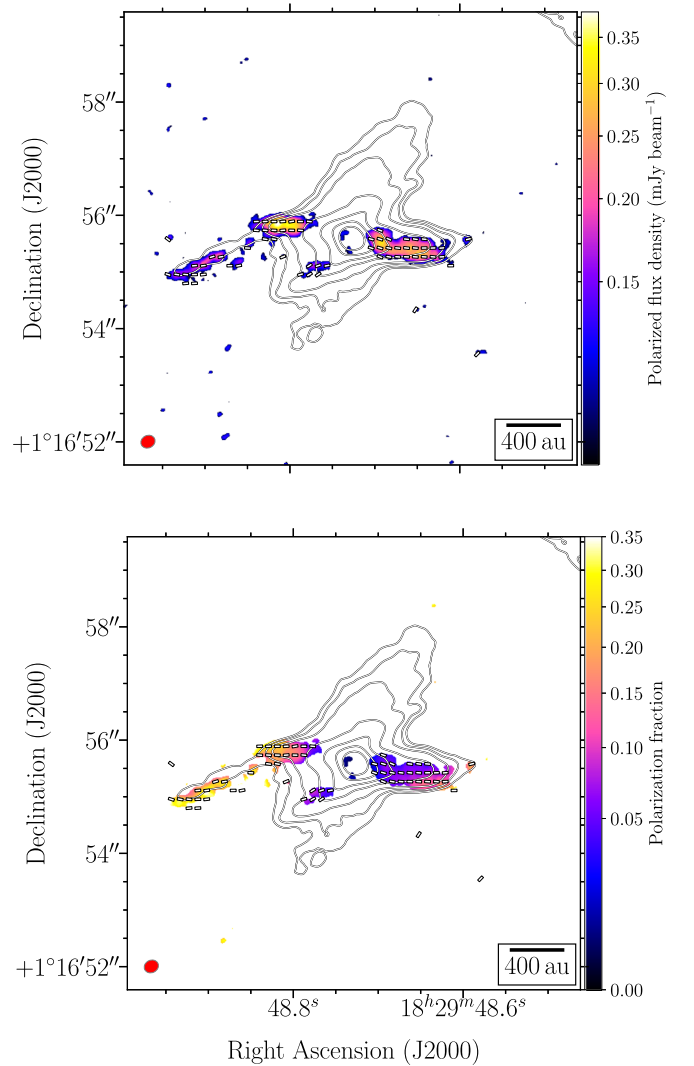 0.35
58″
0.30
0.25
56″
0.20
0.15
54″
+1°16′52″
400 au
Declination (J2000)
Polarized flux density (mJy beam⁻¹)
0.35
0.30
58″
0.25
0.20
0.15
56″
0.10
0.05
54″
+1°16′52″
400 au
0.00
Declination (J2000)
Polarization fraction
48.8ˢ
18ʰ29ᵐ48.6ˢ
Right Ascension (J2000)